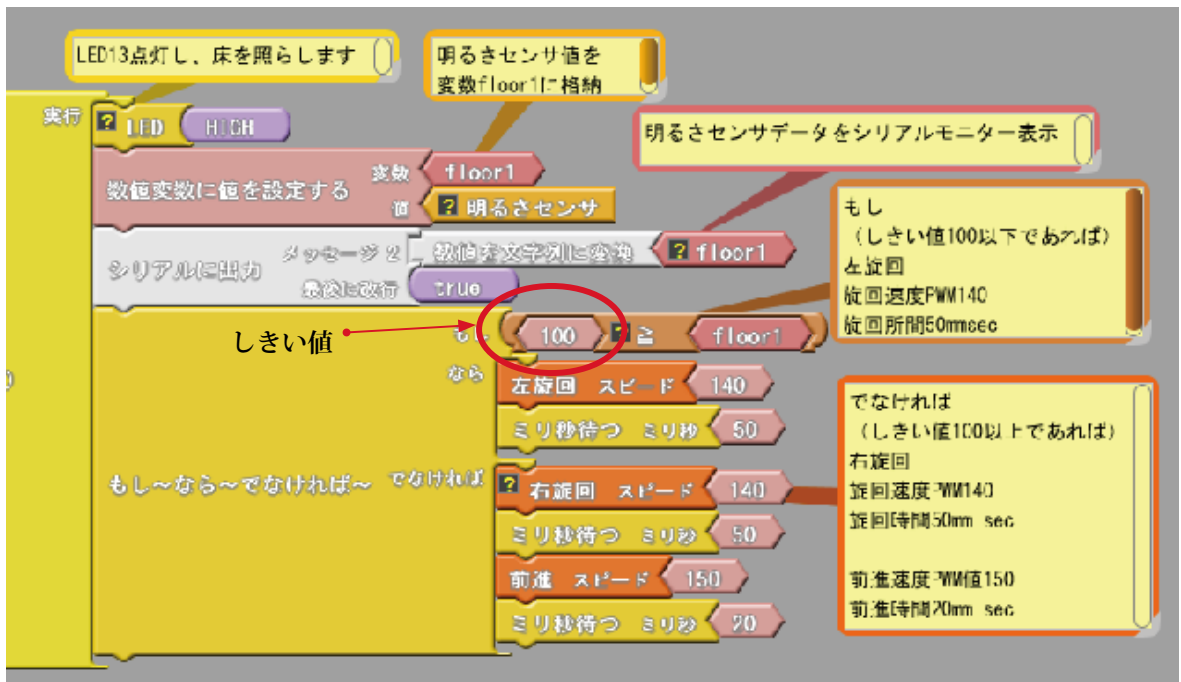 LED13点灯し、床を照らします
明るさセンサ値を
変数floor1に格納
明るさセンサデータをシリアルモニター表示
実行
LED HIGH
変数 floor1
数値変数に値を設定する
値 明るさセンサ
メッセージ2 数値を文字列に変換 floor1
シリアルに出力
最後に改行 true
もし
（しきい値100以下であれば）
左旋回
旋回速度PWM140
旋回所間50mmsec
しきい値
もし 100 ≧ floor1
なら 左旋回 スピード 140
ミリ秒待つ ミリ秒 50
もし～なら～でなければ～
でなければ 右旋回 スピード 140
ミリ秒待つ ミリ秒 50
前進 スピード 150
ミリ秒待つ ミリ秒 20
でなければ
（しきい値100以上であれば）
右旋回
旋回速度PWM140
旋回時間50mm sec
前進速度PWM値150
前進時間20mm sec